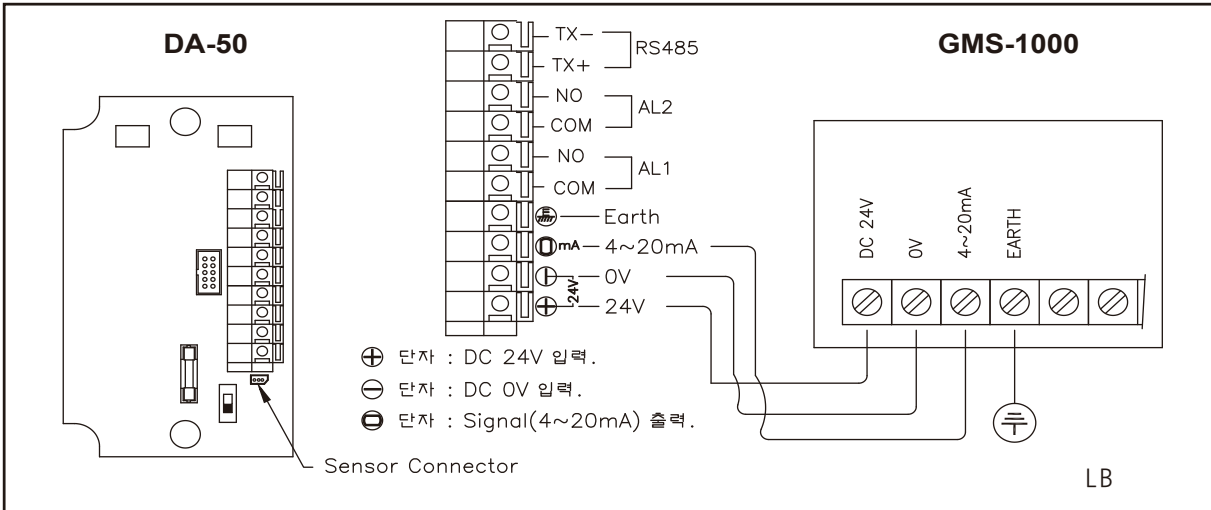 DA-50
GMS-1000
TX-
RS485
TX+
NO
AL2
COM
NO
AL1
COM
E
Earth
mA
4~20mA
0V
24V
24V
DC 24V
0V
4~20mA
EARTH
단자 : DC 24V 입력.
단자 : DC 0V 입력.
단자 : Signal(4~20mA) 출력.
Sensor Connector
LB